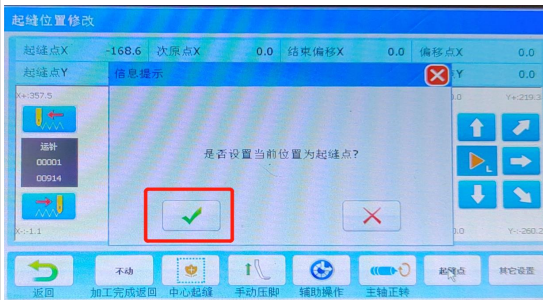 起缝位置修改
起缝点X -168.6 次原点X 0.0 结束偏移X 0.0 偏移点X 0.0
起缝点Y Y 0.0
信息提示
X+:357.5 Y+:219.3
运针
00001
00914
是否设置当前位置为起缝点?
L
X-:-1.1 Y-:-260.2
不动
返回 加工完成返回 中心起缝 手动压脚 辅助操作 主轴正转 起缝点 其它设置